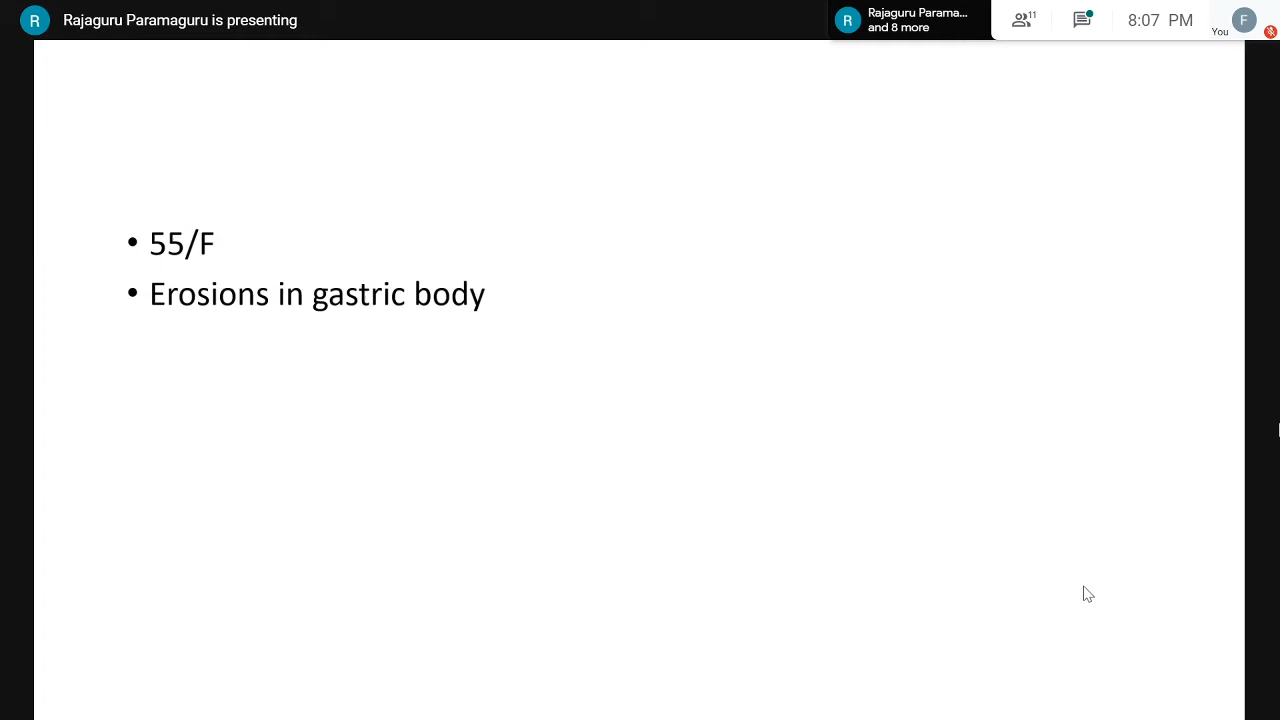 R Rajaguru Paramaguru is presenting
R Rajaguru Parama...
and 8 more
11
8:07 PM
You
F
• 55/F
• Erosions in gastric body